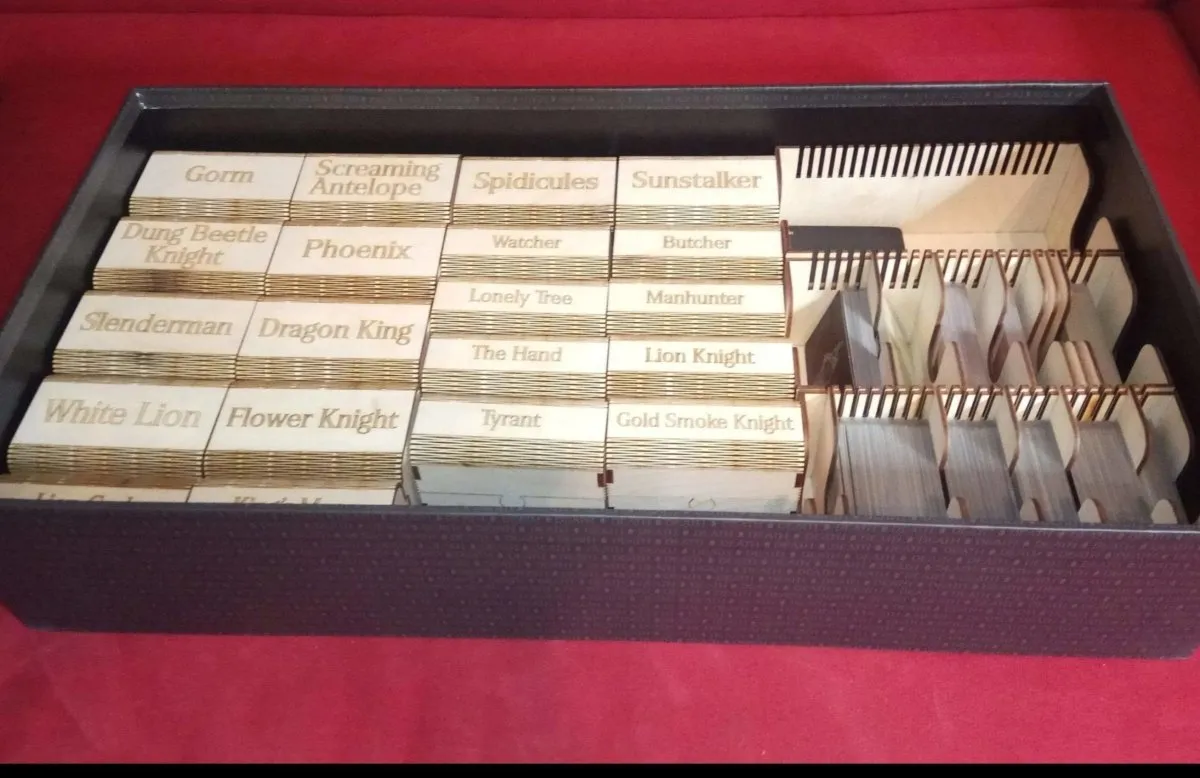 Gorm
Screaming
Antelope
Spidicules
Sunstalker
Dung Beetle
Knight
Phoenix
Watcher
Butcher
Lonely Tree
Manhunter
Slenderman
Dragon King
The Hand
Lion Knight
White Lion
Flower Knight
Tyrant
Gold Smoke Knight